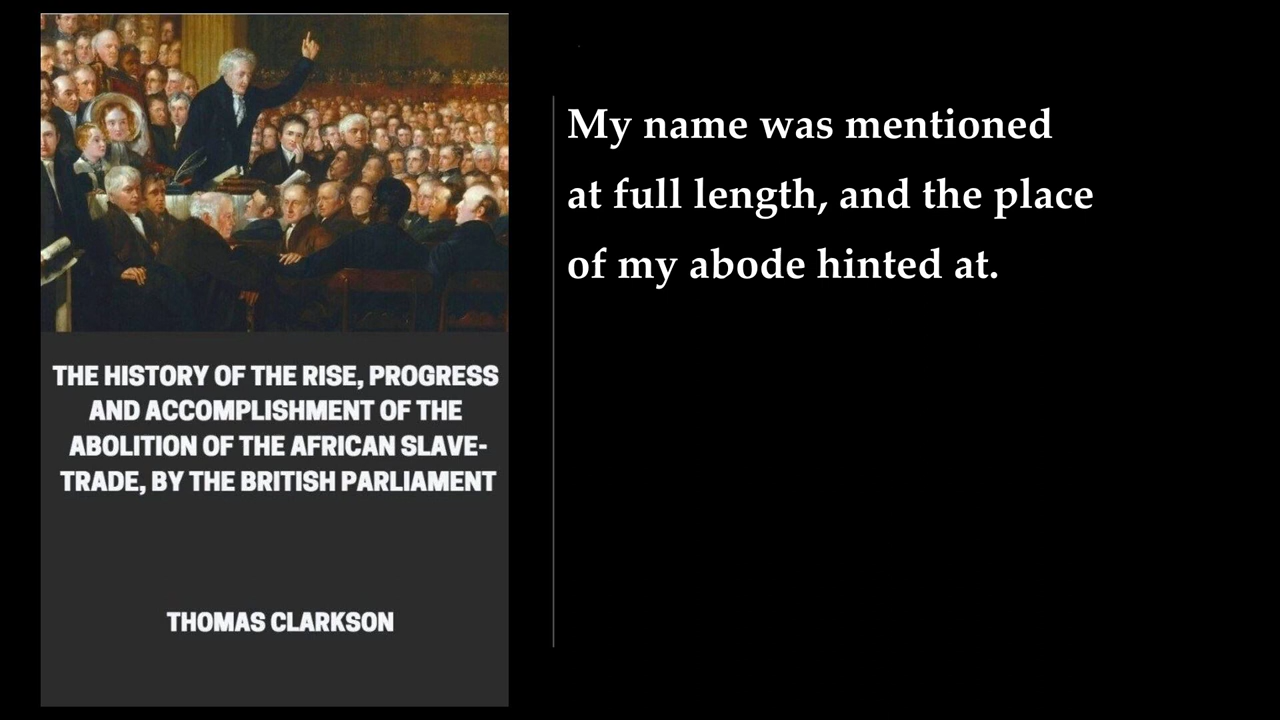 THE HISTORY OF THE RISE, PROGRESS
AND ACCOMPLISHMENT OF THE
ABOLITION OF THE AFRICAN SLAVE-
TRADE, BY THE BRITISH PARLIAMENT
THOMAS CLARKSON
My name was mentioned
at full length, and the place
of my abode hinted at.